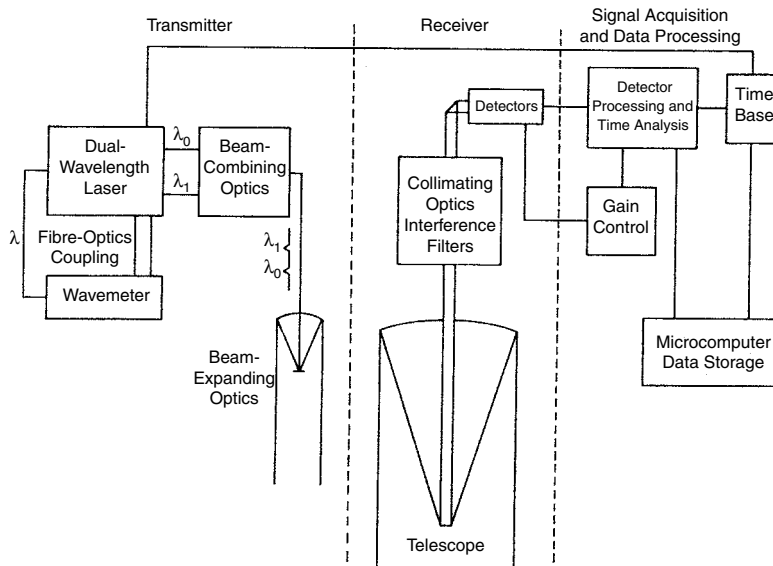 Transmitter
Receiver
Signal Acquisition
and Data Processing
Dual-
Wavelength
Laser
λ0
λ1
Beam-
Combining
Optics
λ
Fibre-Optics
Coupling
Wavemeter
λ1
λ0
Beam-
Expanding
Optics
Detectors
Collimating
Optics
Interference
Filters
Telescope
Detector
Processing and
Time Analysis
Time
Base
Gain
Control
Microcomputer
Data Storage